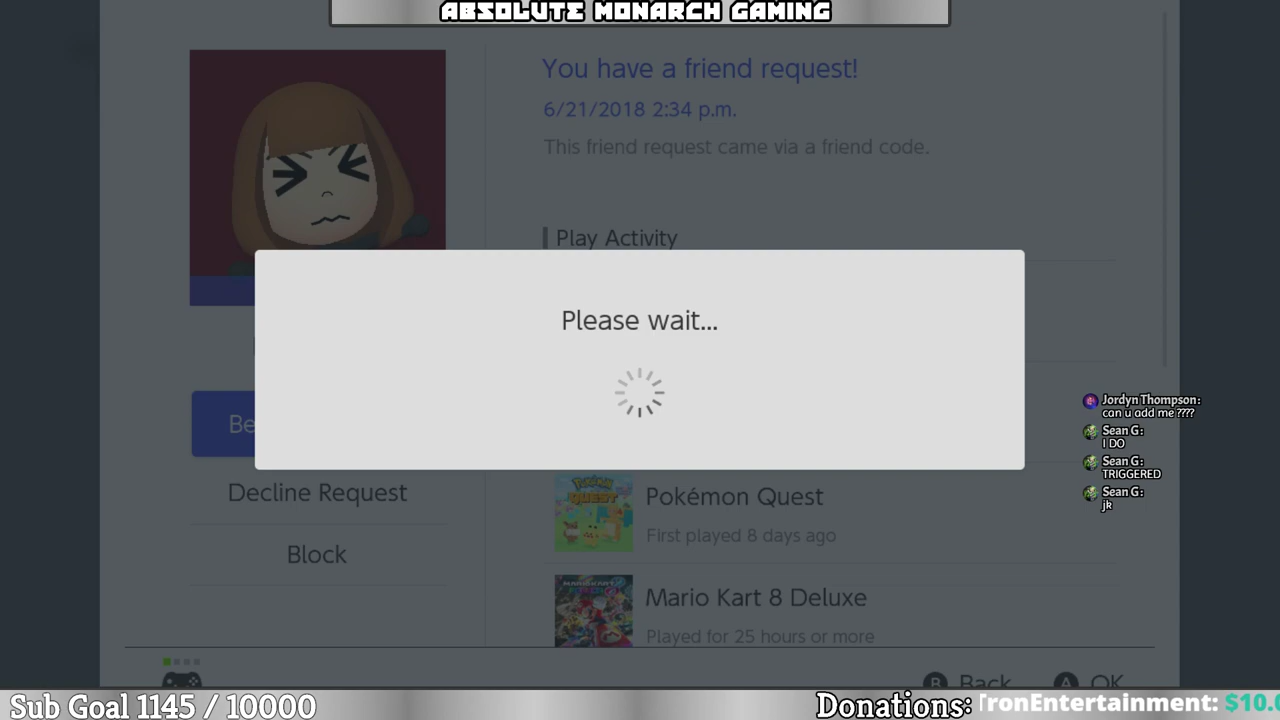 ABSOLUTE MONARCH GAMING
You have a friend request!
6/21/2018 2:34 p.m.
This friend request came via a friend code.
Play Activity
Please wait...
Be
Decline Request
Block
Pokémon Quest
First played 8 days ago
Mario Kart 8 Deluxe
Played for 25 hours or more
Jordyn Thompson:
can u add me ????
Sean G:
I DO
Sean G:
TRIGGERED
Sean G:
jk
B Back A OK
Sub Goal 1145 / 10000
Donations: TronEntertainment: $10.0